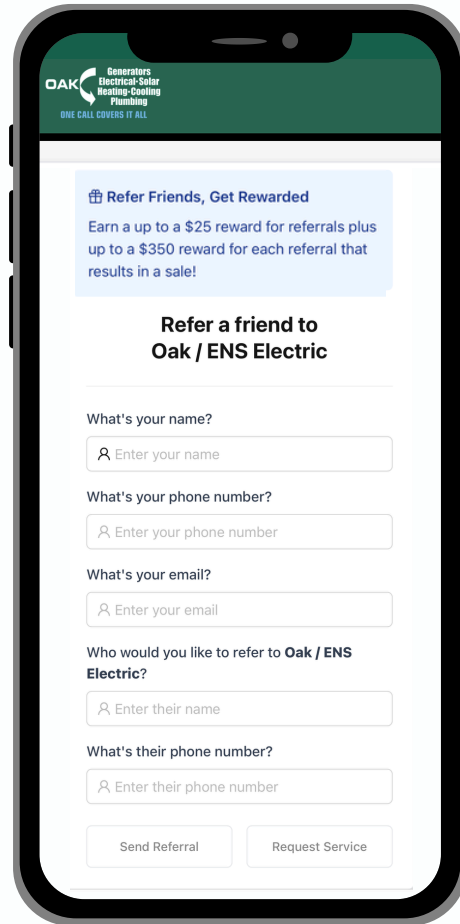 OAK
Generators
Electrical·Solar
Heating-Cooling
Plumbing
ONE CALL COVERS IT ALL
Refer Friends, Get Rewarded
Earn a up to a $25 reward for referrals plus
up to a $350 reward for each referral that
results in a sale!
Refer a friend to
Oak / ENS Electric
What's your name?
Enter your name
What's your phone number?
Enter your phone number
What's your email?
Enter your email
Who would you like to refer to Oak / ENS
Electric?
Enter their name
What's their phone number?
Enter their phone number
Send Referral
Request Service